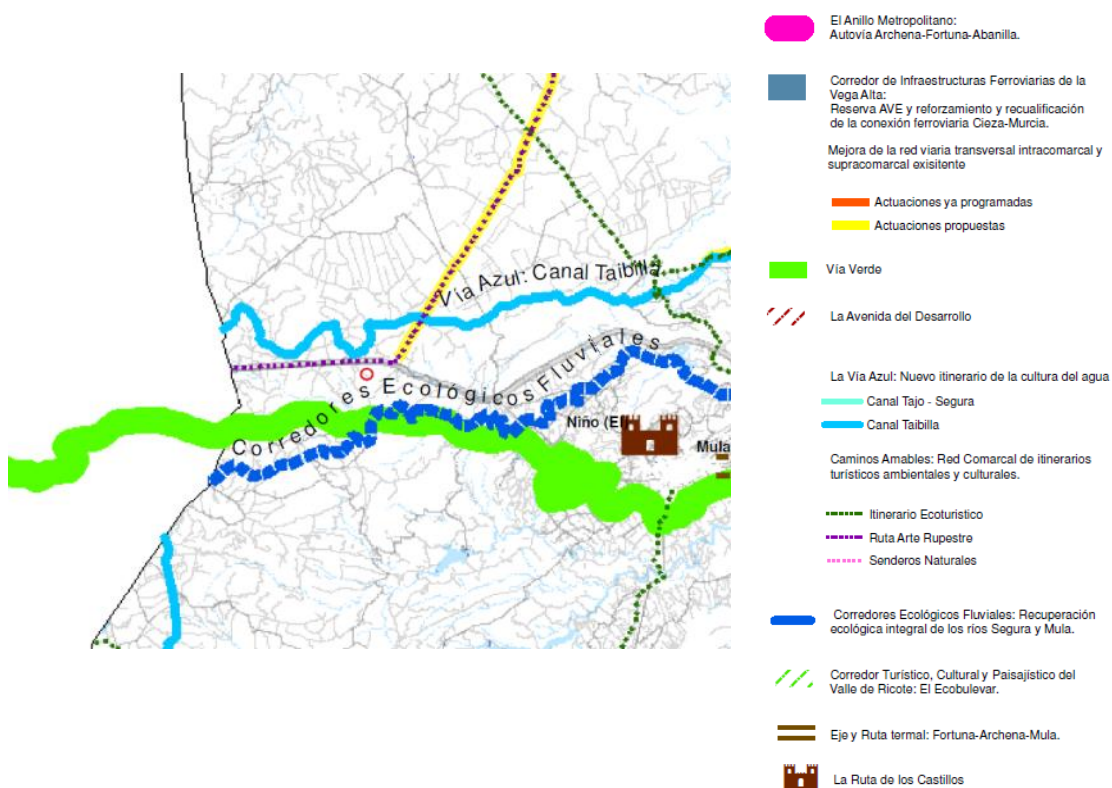 El Anillo Metropolitano:
Autovía Archena-Fortuna-Abanilla.
Corredor de Infraestructuras Ferroviarias de la
Vega Alta:
Reserva AVE y reforzamiento y recualificación
de la conexión ferroviaria Cieza-Murcia.
Mejora de la red viaria transversal intracomarcal y
supracomarcal exisitente
Actuaciones ya programadas
Actuaciones propuestas
Vía Verde
La Avenida del Desarrollo
La Vía Azul: Nuevo itinerario de la cultura del agua
Canal Tajo - Segura
Canal Taibilla
Caminos Amables: Red Comarcal de itinerarios
turísticos ambientales y culturales.
Itinerario Ecoturistico
Ruta Arte Rupestre
Senderos Naturales
Corredores Ecológicos Fluviales: Recuperación
ecológica integral de los ríos Segura y Mula.
Corredor Turístico, Cultural y Paisajístico del
Valle de Ricote: El Ecobulevar.
Eje y Ruta termal: Fortuna-Archena-Mula.
La Ruta de los Castillos
Vía Azul: Canal Taibilla
Corredores Ecológicos Fluviales
Niño (El)
Mula